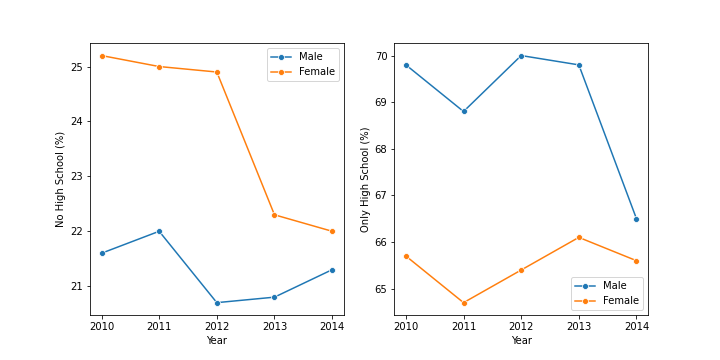 No High School (%)
25
24
23
22
21
2010 2011 2012 2013 2014
Year
Male
Female
Only High School (%)
70
69
68
67
66
65
2010 2011 2012 2013 2014
Year
Male
Female